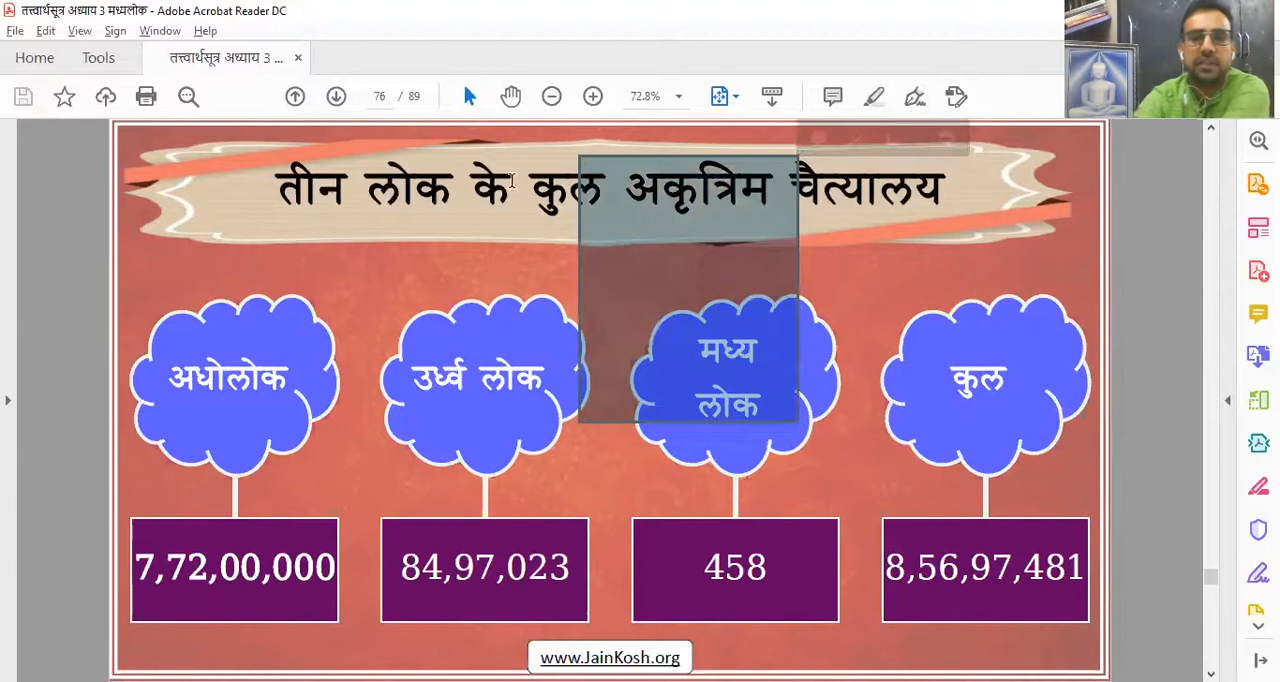 तत्त्वार्थसूत्र अध्याय 3 मध्यलोक.pdf - Adobe Acrobat Reader DC
File Edit View Sign Window Help
Home Tools तत्त्वार्थसूत्र अध्याय 3 ... ×
76 / 89 72.8%
तीन लोक के कुल अकृत्रिम चैत्यालय
अधोलोक
उर्ध्व लोक
मध्य
लोक
कुल
7,72,00,000
84,97,023
458
8,56,97,481
www.JainKosh.org